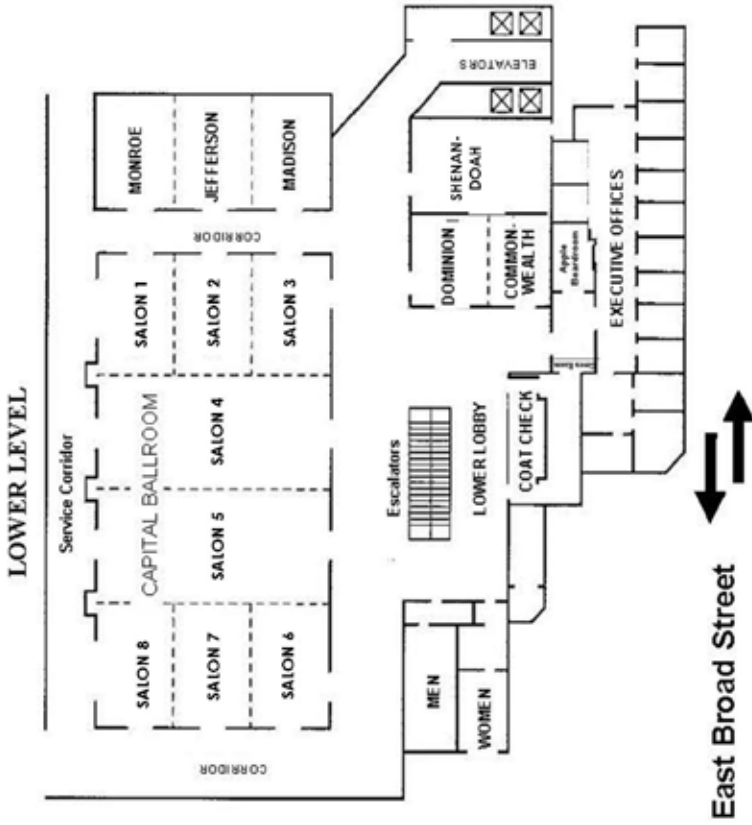 LOWER LEVEL
Service Corridor
CAPITAL BALLROOM
SALON 8
SALON 7
SALON 6
SALON 5
SALON 4
SALON 1
SALON 2
SALON 3
CORRIDOR
CORRIDOR
MONROE
JEFFERSON
MADISON
Escalators
LOWER LOBBY
COAT CHECK
MEN
WOMEN
DOMINION
COMMON-
WEALTH
SHENAN-
DOAH
ELEVATORS
Apple
Boardroom
EXECUTIVE OFFICES
East Broad Street